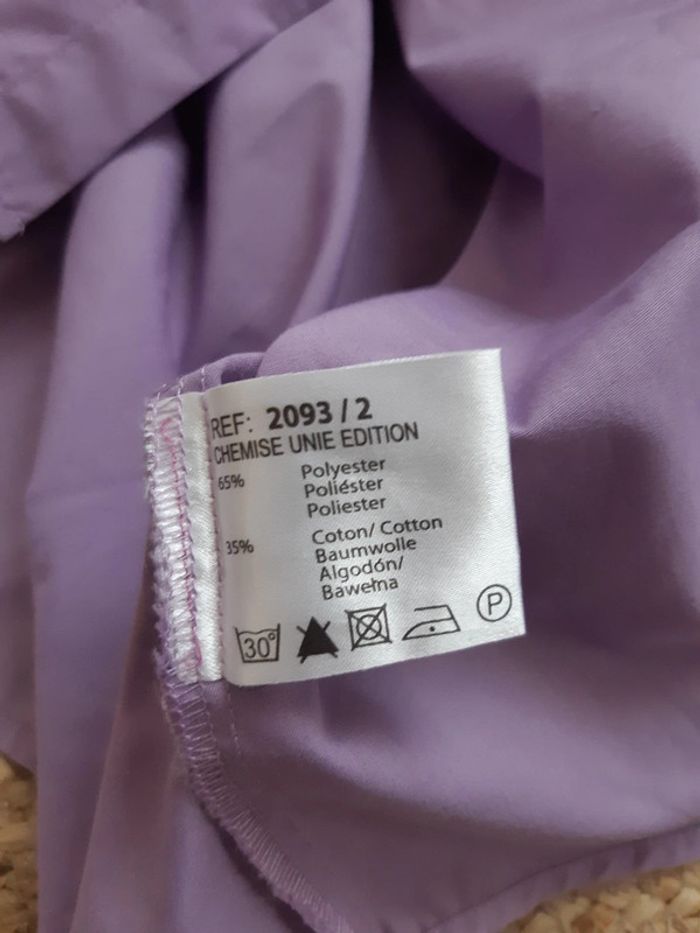 REF: 2093 / 2
CHEMISE UNIE EDITION
65% Polyester
Poliéster
Poliester
35% Coton/ Cotton
Baumwolle
Algodón/
Bawełna
30° P